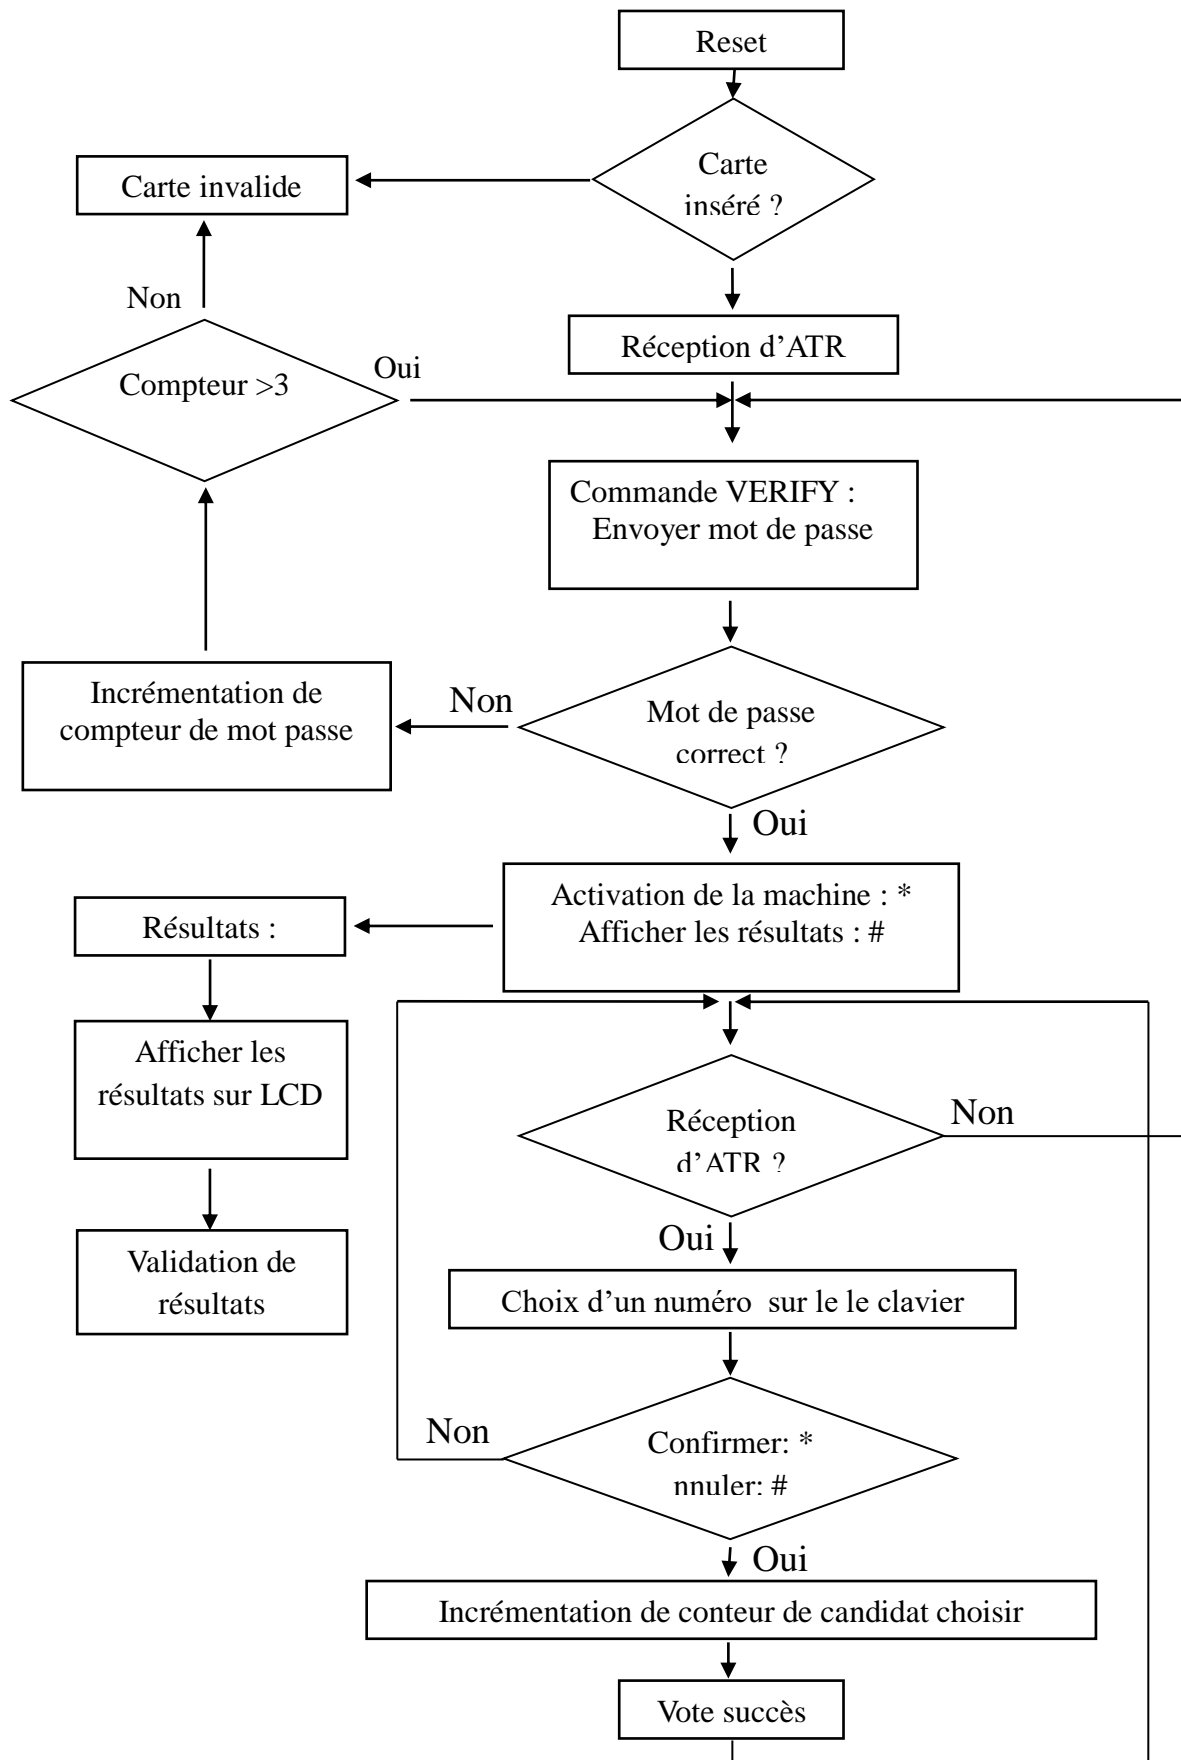 Reset
Carte
inséré ?
Carte invalide
Non
Réception d’ATR
Compteur >3
Oui
Commande VERIFY :
Envoyer mot de passe
Incrémentation de
compteur de mot passe
Non
Mot de passe
correct ?
Oui
Activation de la machine : *
Afficher les résultats : #
Résultats :
Afficher les
résultats sur LCD
Réception
d’ATR ?
Non
Oui
Validation de
résultats
Choix d’un numéro sur le le clavier
Non
Confirmer: *
nnuler: #
Oui
Incrémentation de conteur de candidat choisir
Vote succès